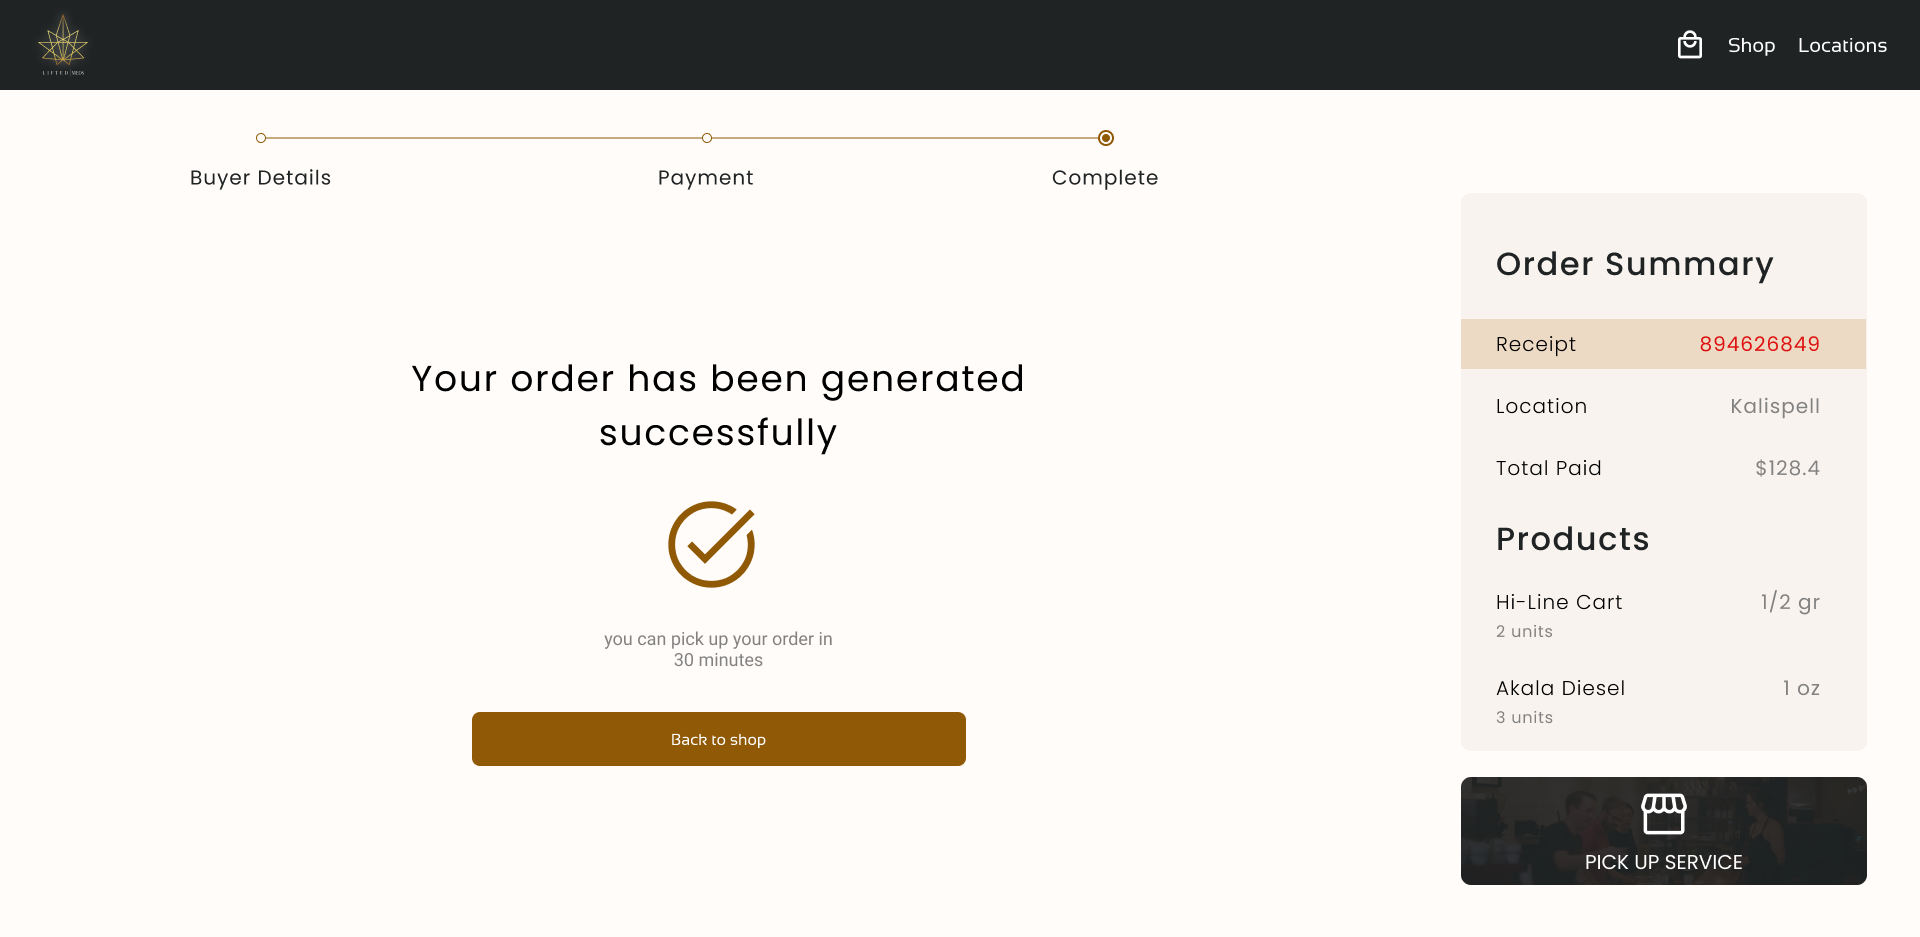 LIFTED MEDS
Shop
Locations
Buyer Details
Payment
Complete
Your order has been generated
successfully
you can pick up your order in
30 minutes
Back to shop
Order Summary
Receipt 894626849
Location Kalispell
Total Paid $128.4
Products
Hi-Line Cart 1/2 gr
2 units
Akala Diesel 1 oz
3 units
PICK UP SERVICE